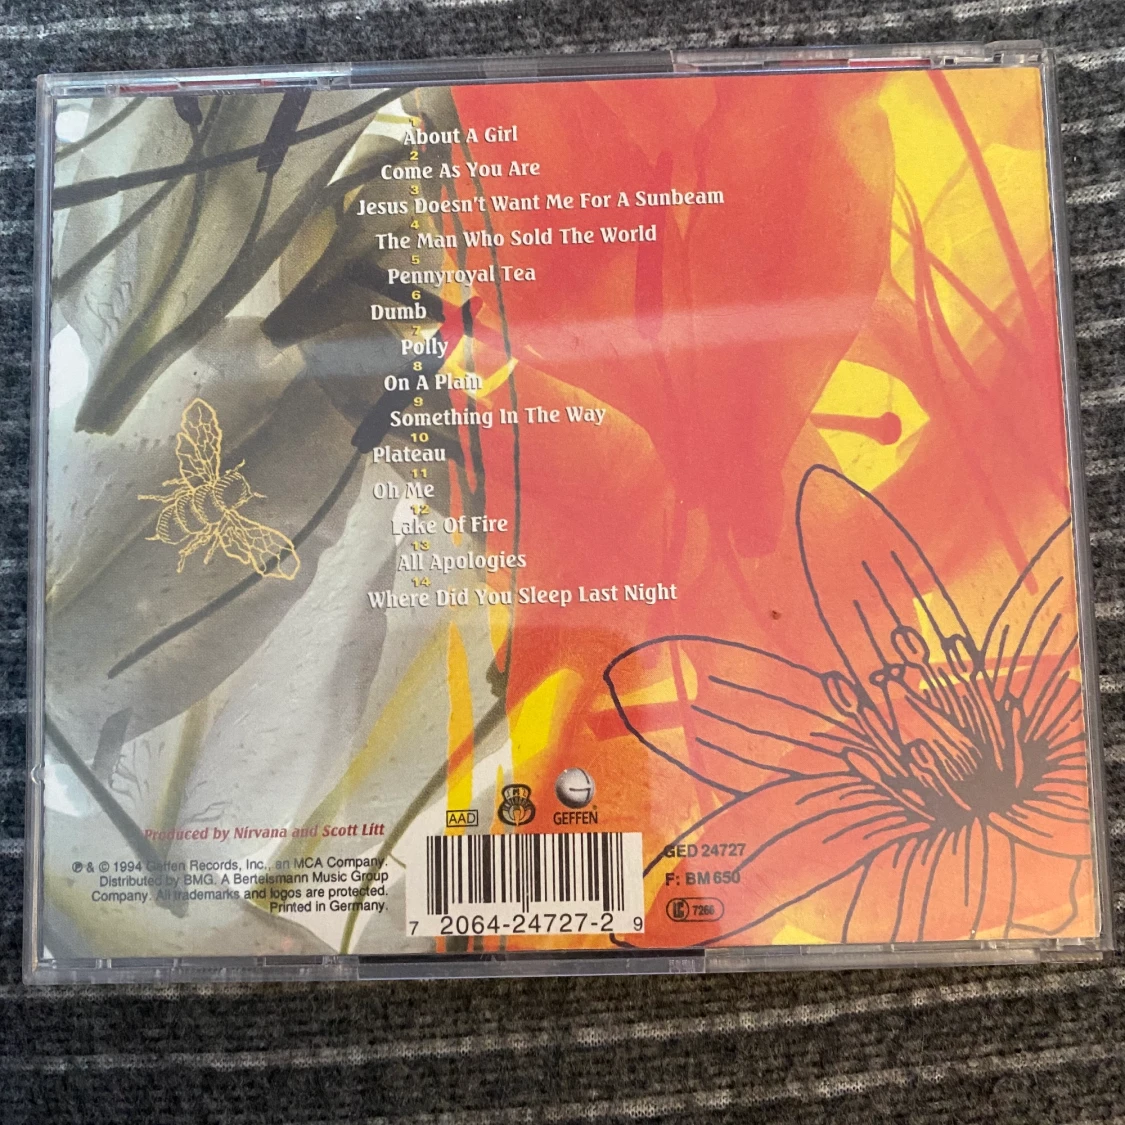 1
About A Girl
2
Come As You Are
3
Jesus Doesn't Want Me For A Sunbeam
4
The Man Who Sold The World
5
Pennyroyal Tea
6
Dumb
7
Polly
8
On A Plain
9
Something In The Way
10
Plateau
11
Oh Me
12
Lake Of Fire
13
All Apologies
14
Where Did You Sleep Last Night
Produced by Nirvana and Scott Litt
℗ & © 1994 Geffen Records, Inc., an MCA Company.
Distributed by BMG. A Bertelsmann Music Group
Company. All trademarks and logos are protected.
Printed in Germany.
AAD
GEFFEN
7 2064-24727-2 9
GED 24727
F: BM 650
LC 7266